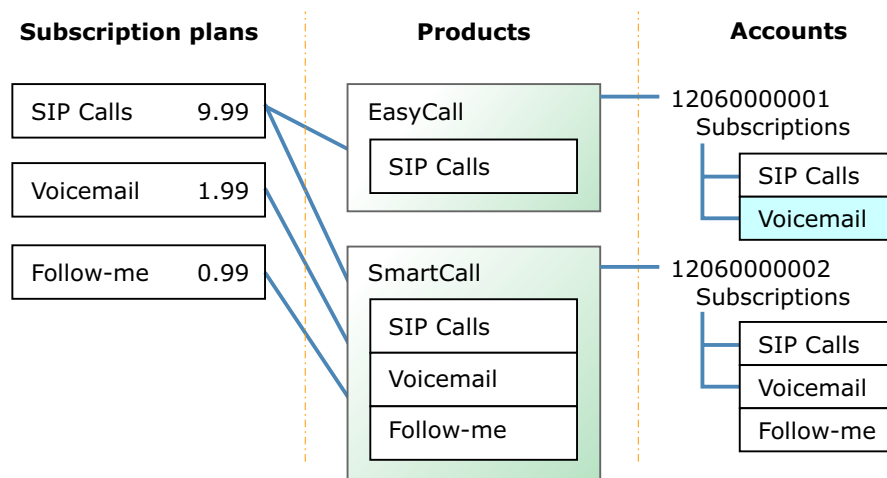 Subscription plans
SIP Calls 9.99
Voicemail 1.99
Follow-me 0.99
Products
EasyCall
SIP Calls
SmartCall
SIP Calls
Voicemail
Follow-me
Accounts
12060000001
Subscriptions
SIP Calls
Voicemail
12060000002
Subscriptions
SIP Calls
Voicemail
Follow-me